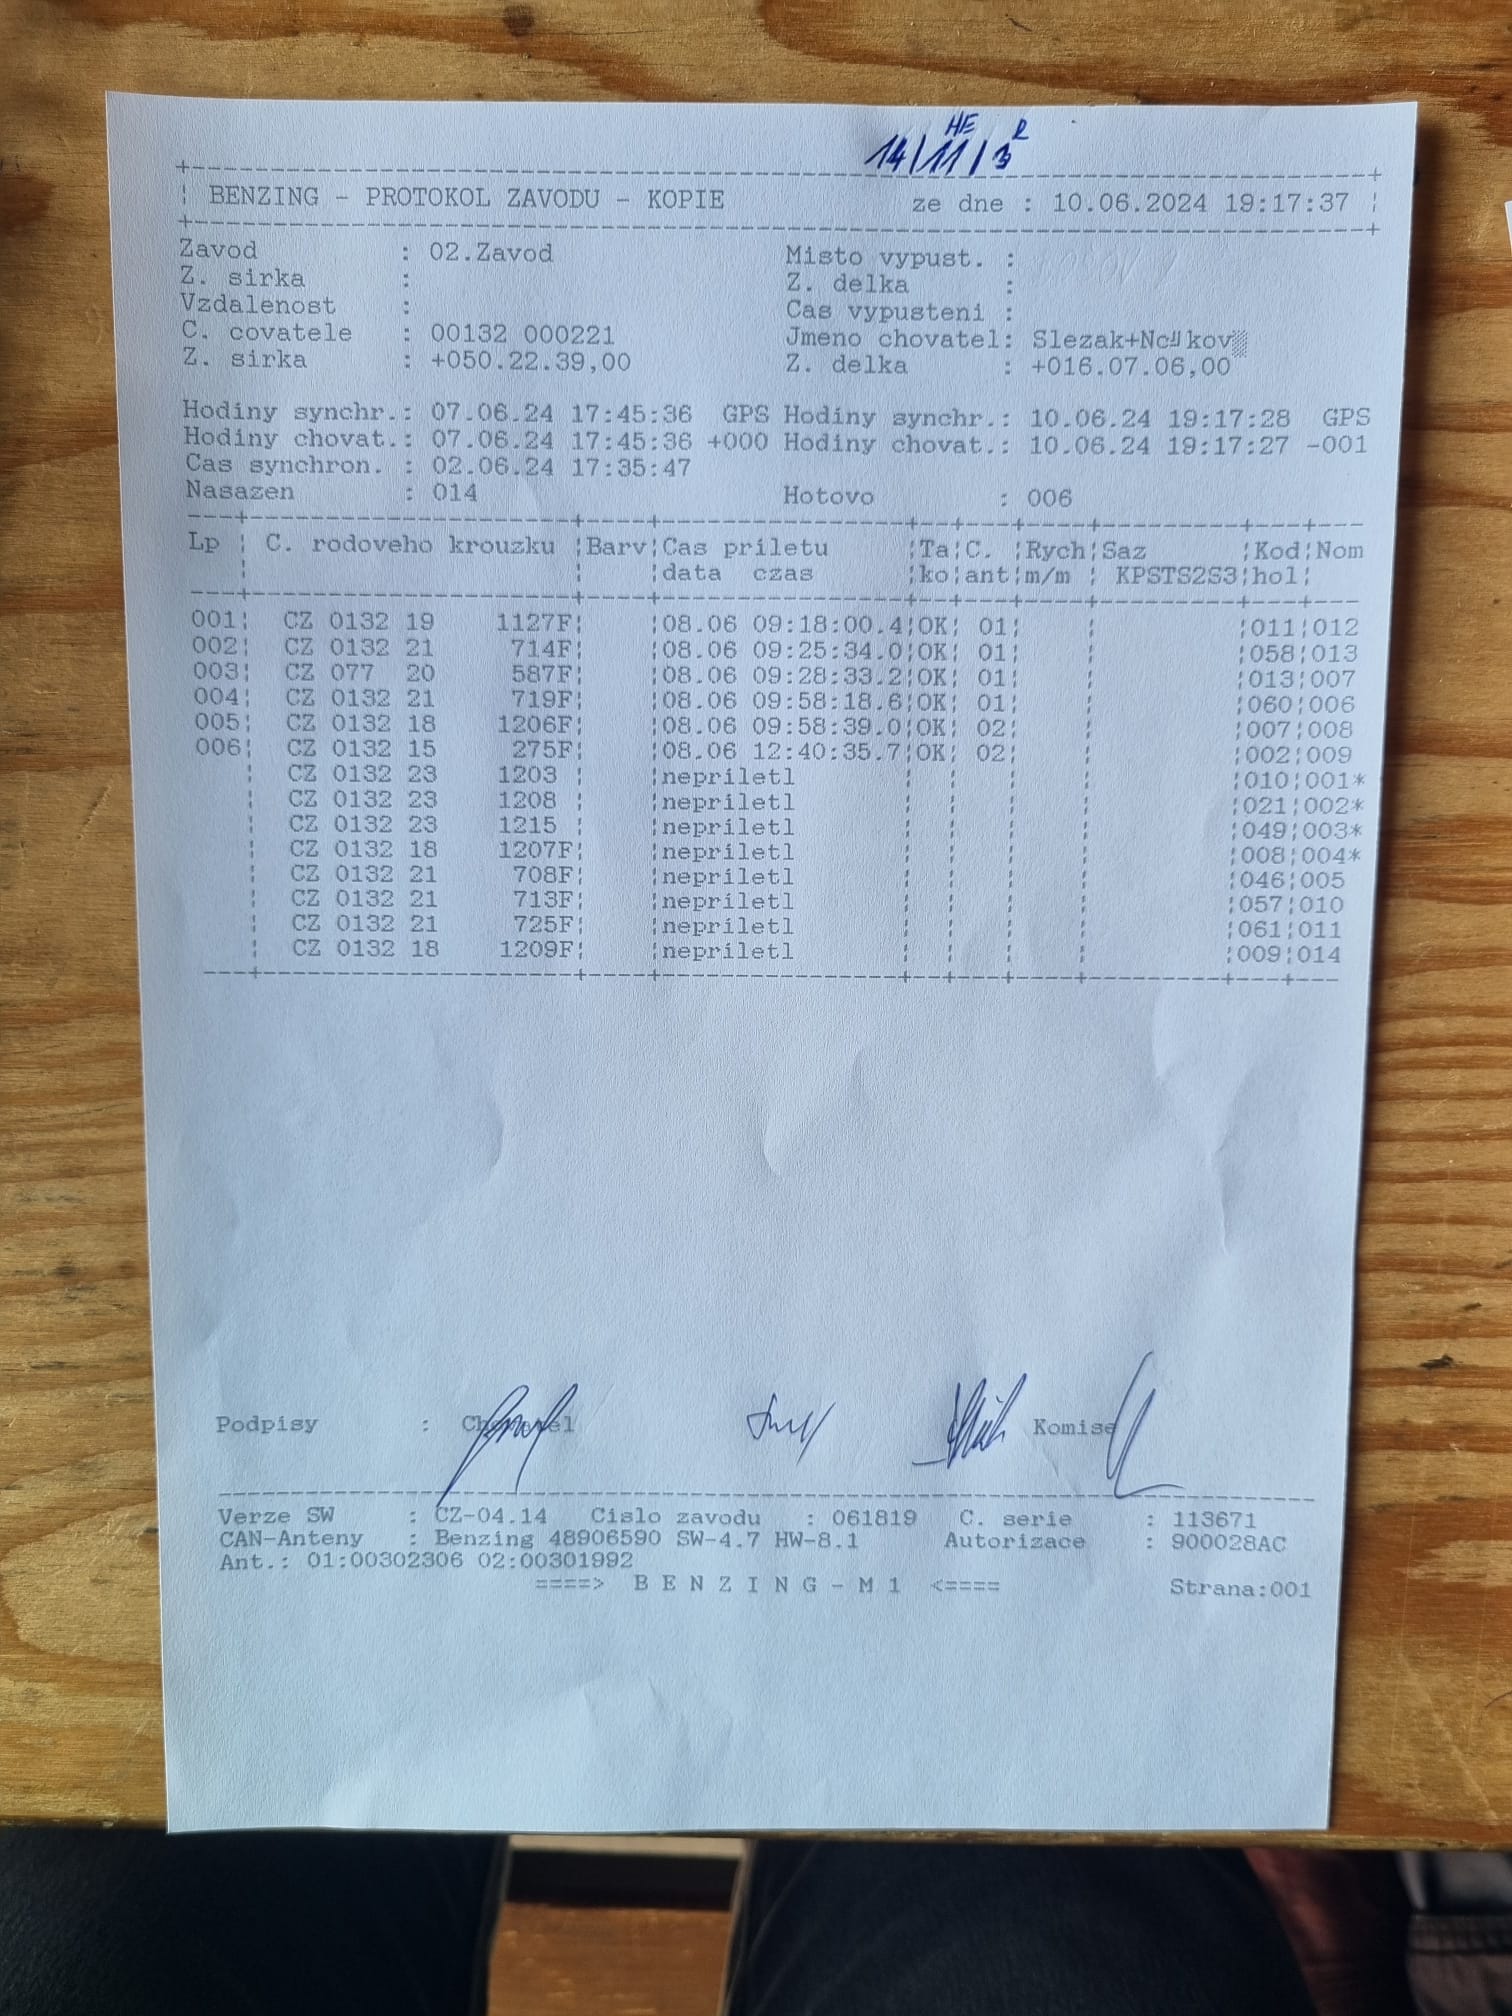 HE R
14/11/3
BENZING - PROTOKOL ZAVODU - KOPIE ze dne : 10.06.2024 19:17:37
Zavod : 02.Zavod Misto vypust. :
Z. sirka : Z. delka :
Vzdalenost : Cas vypusteni :
C. covatele : 00132 000221 Jmeno chovatel: Slezak+Nc kov
Z. sirka : +050.22.39,00 Z. delka : +016.07.06,00
Hodiny synchr.: 07.06.24 17:45:36 GPS Hodiny synchr.: 10.06.24 19:17:28 GPS
Hodiny chovat.: 07.06.24 17:45:36 +000 Hodiny chovat.: 10.06.24 19:17:27 -001
Cas synchron. : 02.06.24 17:35:47
Nasazen : 014 Hotovo : 006
Lp ¦ C. rodoveho krouzku ¦Barv¦Cas priletu ¦Ta¦C. ¦Rych¦Saz ¦Kod¦Nom
¦data czas ¦ko¦ant¦m/m ¦ KPSTS2S3¦hol¦
001¦ CZ 0132 19 1127F¦ ¦08.06 09:18:00.4¦OK¦ 01¦ ¦ ¦011¦012
002¦ CZ 0132 21 714F¦ ¦08.06 09:25:34.0¦OK¦ 01¦ ¦ ¦058¦013
003¦ CZ 077 20 587F¦ ¦08.06 09:28:33.2¦OK¦ 01¦ ¦ ¦013¦007
004¦ CZ 0132 21 719F¦ ¦08.06 09:58:18.6¦OK¦ 01¦ ¦ ¦060¦006
005¦ CZ 0132 18 1206F¦ ¦08.06 09:58:39.0¦OK¦ 02¦ ¦ ¦007¦008
006¦ CZ 0132 15 275F¦ ¦08.06 12:40:35.7¦OK¦ 02¦ ¦ ¦002¦009
¦ CZ 0132 23 1203 ¦ ¦nepriletl ¦ ¦ ¦ ¦ ¦010¦001*
¦ CZ 0132 23 1208 ¦ ¦nepriletl ¦ ¦ ¦ ¦ ¦021¦002*
¦ CZ 0132 23 1215 ¦ ¦nepriletl ¦ ¦ ¦ ¦ ¦049¦003*
¦ CZ 0132 18 1207F¦ ¦nepriletl ¦ ¦ ¦ ¦ ¦008¦004*
¦ CZ 0132 21 708F¦ ¦nepriletl ¦ ¦ ¦ ¦ ¦046¦005
¦ CZ 0132 21 713F¦ ¦nepriletl ¦ ¦ ¦ ¦ ¦057¦010
¦ CZ 0132 21 725F¦ ¦nepriletl ¦ ¦ ¦ ¦ ¦061¦011
¦ CZ 0132 18 1209F¦ ¦nepriletl ¦ ¦ ¦ ¦ ¦009¦014
Podpisy : Chovatel Komise
Verze SW : CZ-04.14 Cislo zavodu : 061819 C. serie : 113671
CAN-Anteny : Benzing 48906590 SW-4.7 HW-8.1 Autorizace : 900028AC
Ant.: 01:00302306 02:00301992
====> B E N Z I N G - M 1 <==== Strana:001